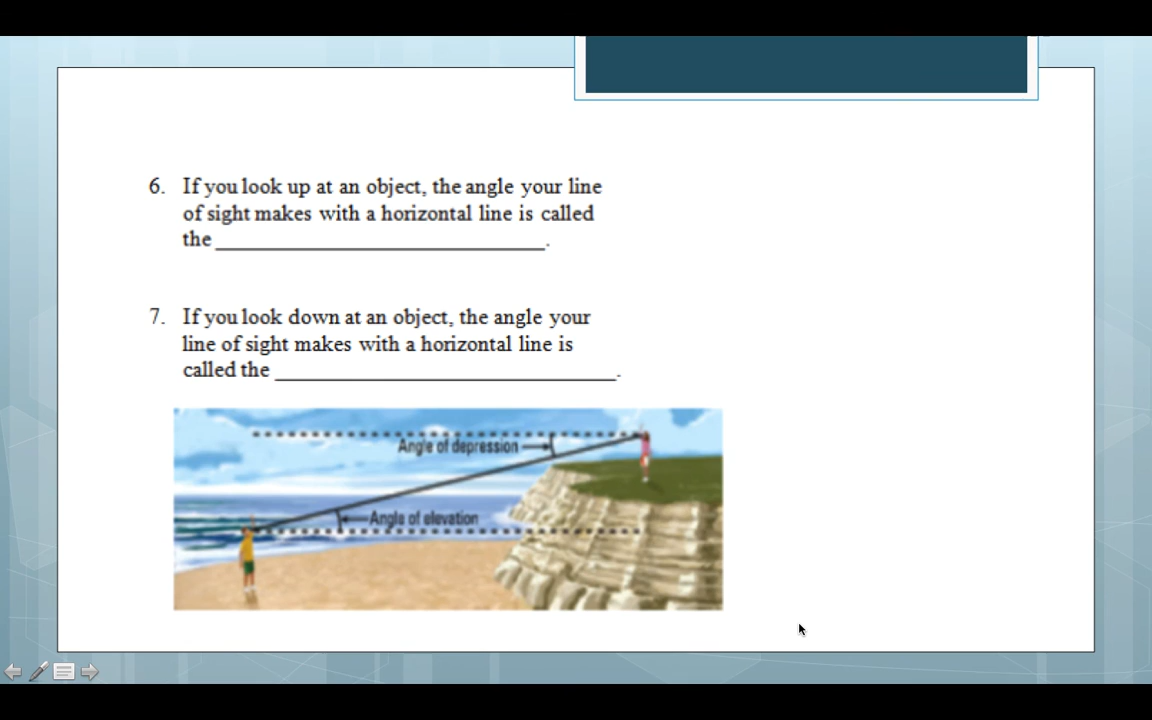 6. If you look up at an object, the angle your line
of sight makes with a horizontal line is called
the ______________________________.
7. If you look down at an object, the angle your
line of sight makes with a horizontal line is
called the _______________________________.
Angle of depression
Angle of elevation